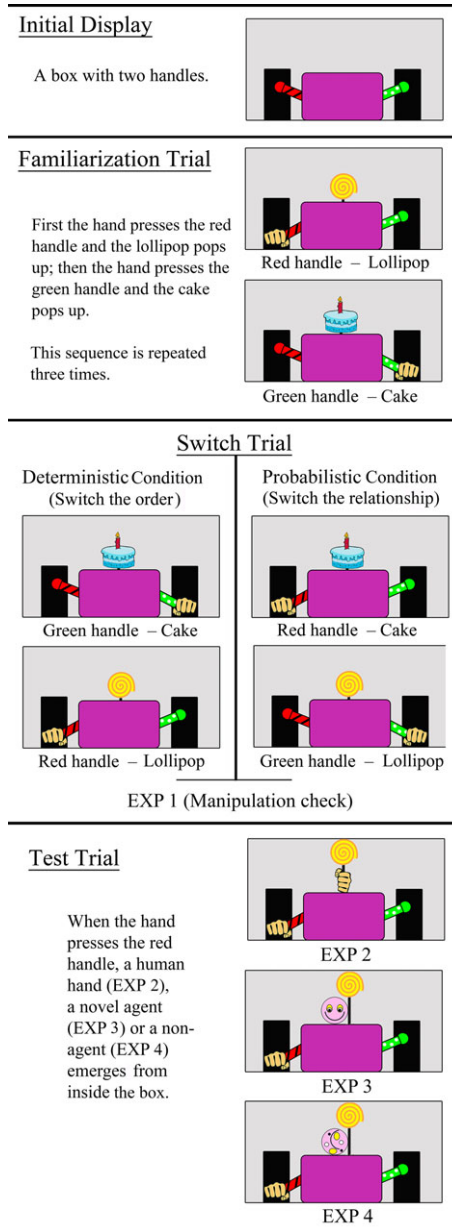 Initial Display
A box with two handles.
Familiarization Trial
First the hand presses the red
handle and the lollipop pops
up; then the hand presses the
green handle and the cake
pops up.
This sequence is repeated
three times.
Red handle – Lollipop
Green handle – Cake
Switch Trial
Deterministic Condition
(Switch the order)
Green handle – Cake
Red handle – Lollipop
Probabilistic Condition
(Switch the relationship)
Red handle – Cake
Green handle – Lollipop
EXP 1 (Manipulation check)
Test Trial
When the hand
presses the red
handle, a human
hand (EXP 2),
a novel agent
(EXP 3) or a non-
agent (EXP 4)
emerges from
inside the box.
EXP 2
EXP 3
EXP 4